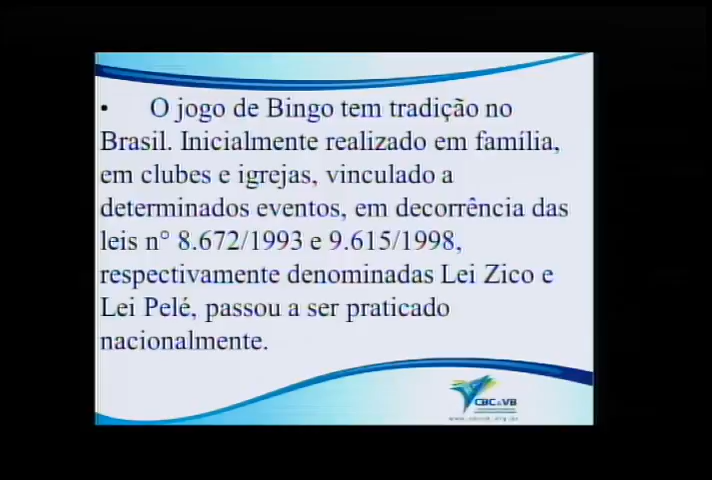 • O jogo de Bingo tem tradição no
Brasil. Inicialmente realizado em família,
em clubes e igrejas, vinculado a
determinados eventos, em decorrência das
leis n° 8.672/1993 e 9.615/1998,
respectivamente denominadas Lei Zico e
Lei Pelé, passou a ser praticado
nacionalmente.
CBC&VB